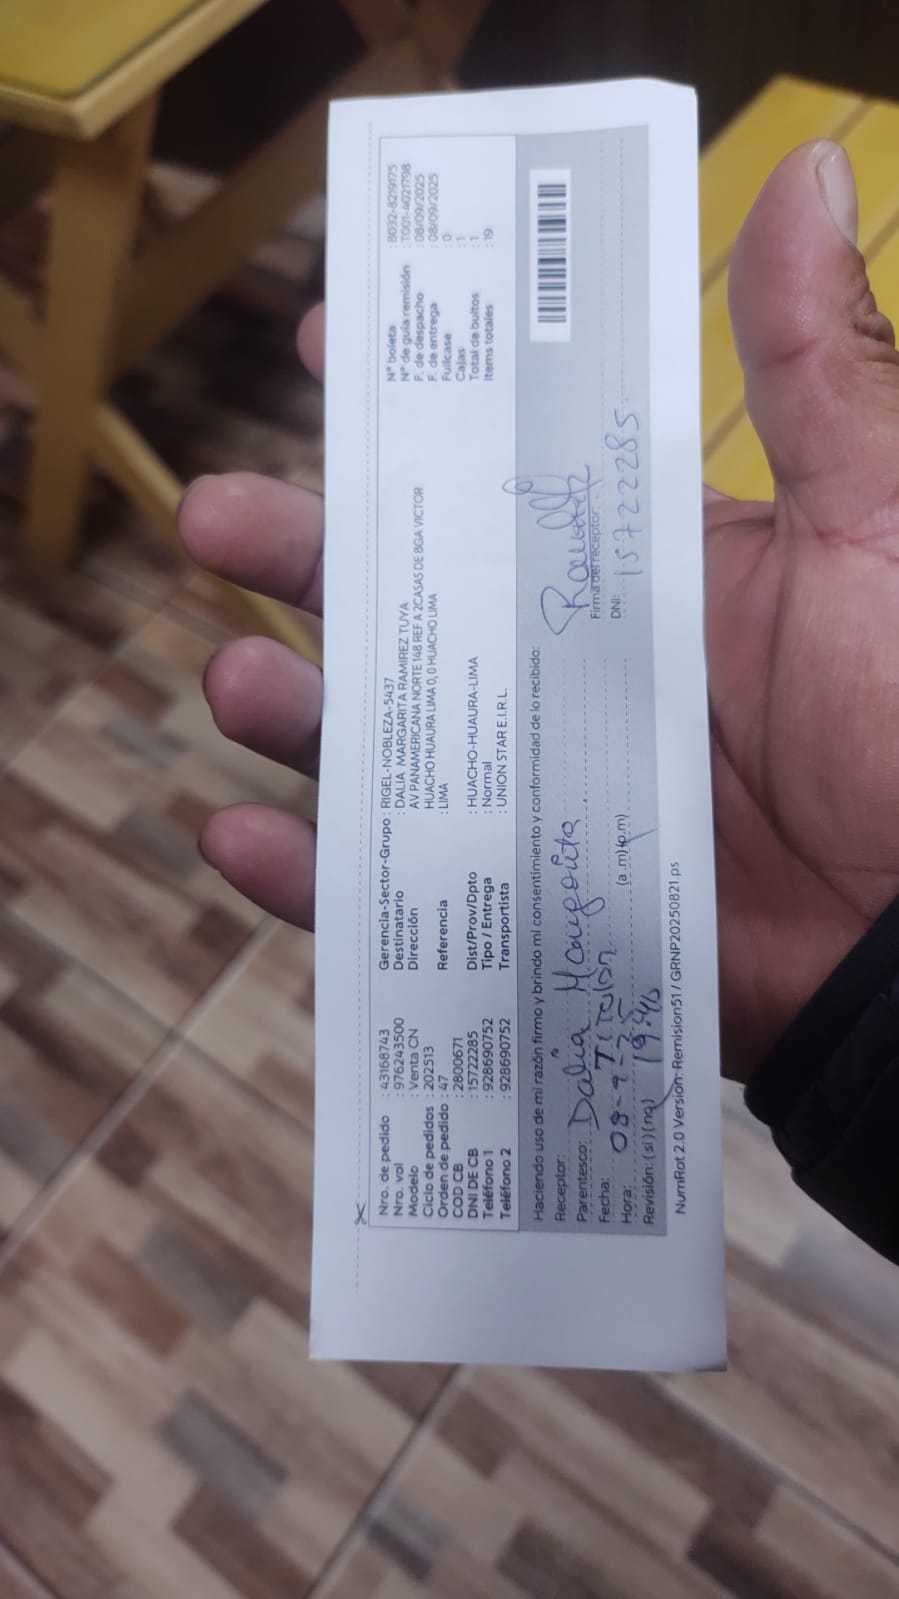 Nro. de pedido : 43168743
Nro. vol : 976243500
Modelo : Venta CN
Ciclo de pedidos : 202513
Orden de pedido : 47
COD CB : 2800671
DNI DE CB : 15722285
Teléfono 1 : 928690752
Teléfono 2 : 928690752
Gerencia-Sector-Grupo : RIGEL-NOBLEZA-5437
Destinatario : DALIA MARGARITA RAMIREZ TUYA
Dirección AV PANAMERICANA NORTE 148 REF A 2CASAS DE BGA VICTOR
HUACHO HUAURA LIMA 0, 0 HUACHO LIMA
Referencia : LIMA
Dist/Prov/Dpto : HUACHO-HUAURA-LIMA
Tipo / Entrega : Normal
Transportista : UNION STAR E.I.R.L.
N° boleta : B032-8219175
N° de guía remisión : T001-4021798
F. de despacho : 08/09/2025
F. de entrega : 08/09/2025
Fullcase : 0
Cajas : 1
Total de bultos : 1
Items totales : 19
Haciendo uso de mi razón firmo y brindo mi consentimiento y conformidad de lo recibido:
Receptor: Dalia Margarita
Parentesco: Titular
Fecha: 08-9-25
Hora: 19:40 (a .m) (p.m)
Revisión: (si) (no)
Firma del receptor:
DNI: 15722285
NumRot 2.0 Version: Remision51 / GRNP20250821 ps